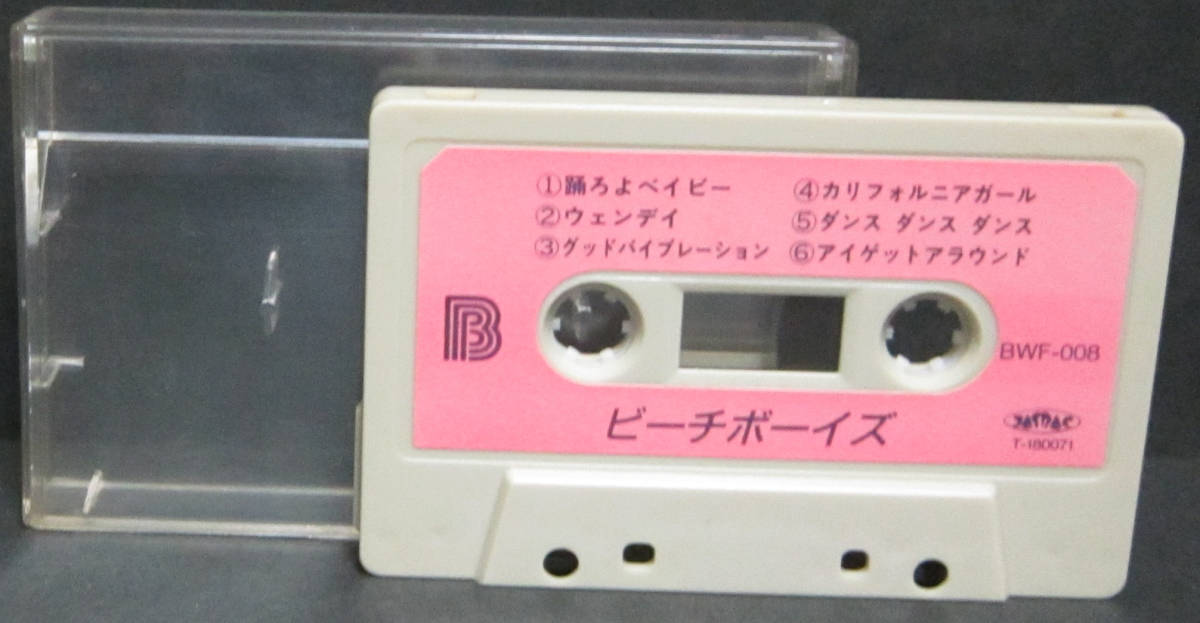 ①踊ろよベイビー
②ウェンデイ
③グッドバイブレーション
④カリフォルニアガール
⑤ダンス ダンス ダンス
⑥アイゲットアラウンド
B
BWF-008
ビーチボーイズ
T-180071